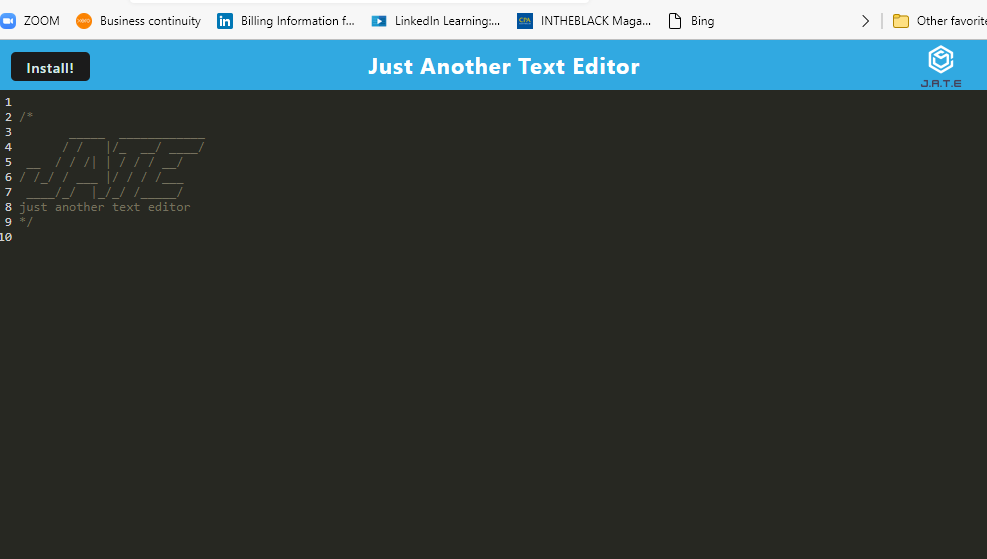 ZOOM Business continuity Billing Information f... LinkedIn Learning:... INTHEBLACK Maga... Bing Other favorite
Install! Just Another Text Editor J.A.T.E
1
2 /*
3        _____  ____________
4       / /   |/_  __/ ____/
5  __  / / /| | / / / __/
6 / /_/ / ___ |/ / / /___
7  ____/_/  |_/_/ /_____/
8 just another text editor
9 */
10